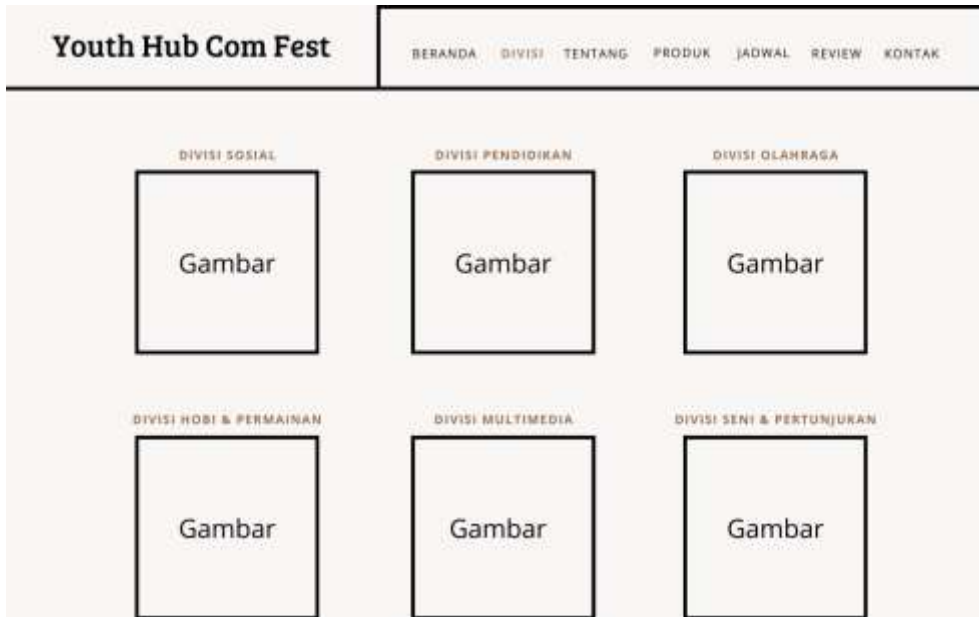 Youth Hub Com Fest
BERANDA DIVISI TENTANG PRODUK JADWAL REVIEW KONTAK
DIVISI SOSIAL DIVISI PENDIDIKAN DIVISI OLAHRAGA
Gambar Gambar Gambar
DIVISI HOBI & PERMAINAN DIVISI MULTIMEDIA DIVISI SENI & PERTUNJUKAN
Gambar Gambar Gambar